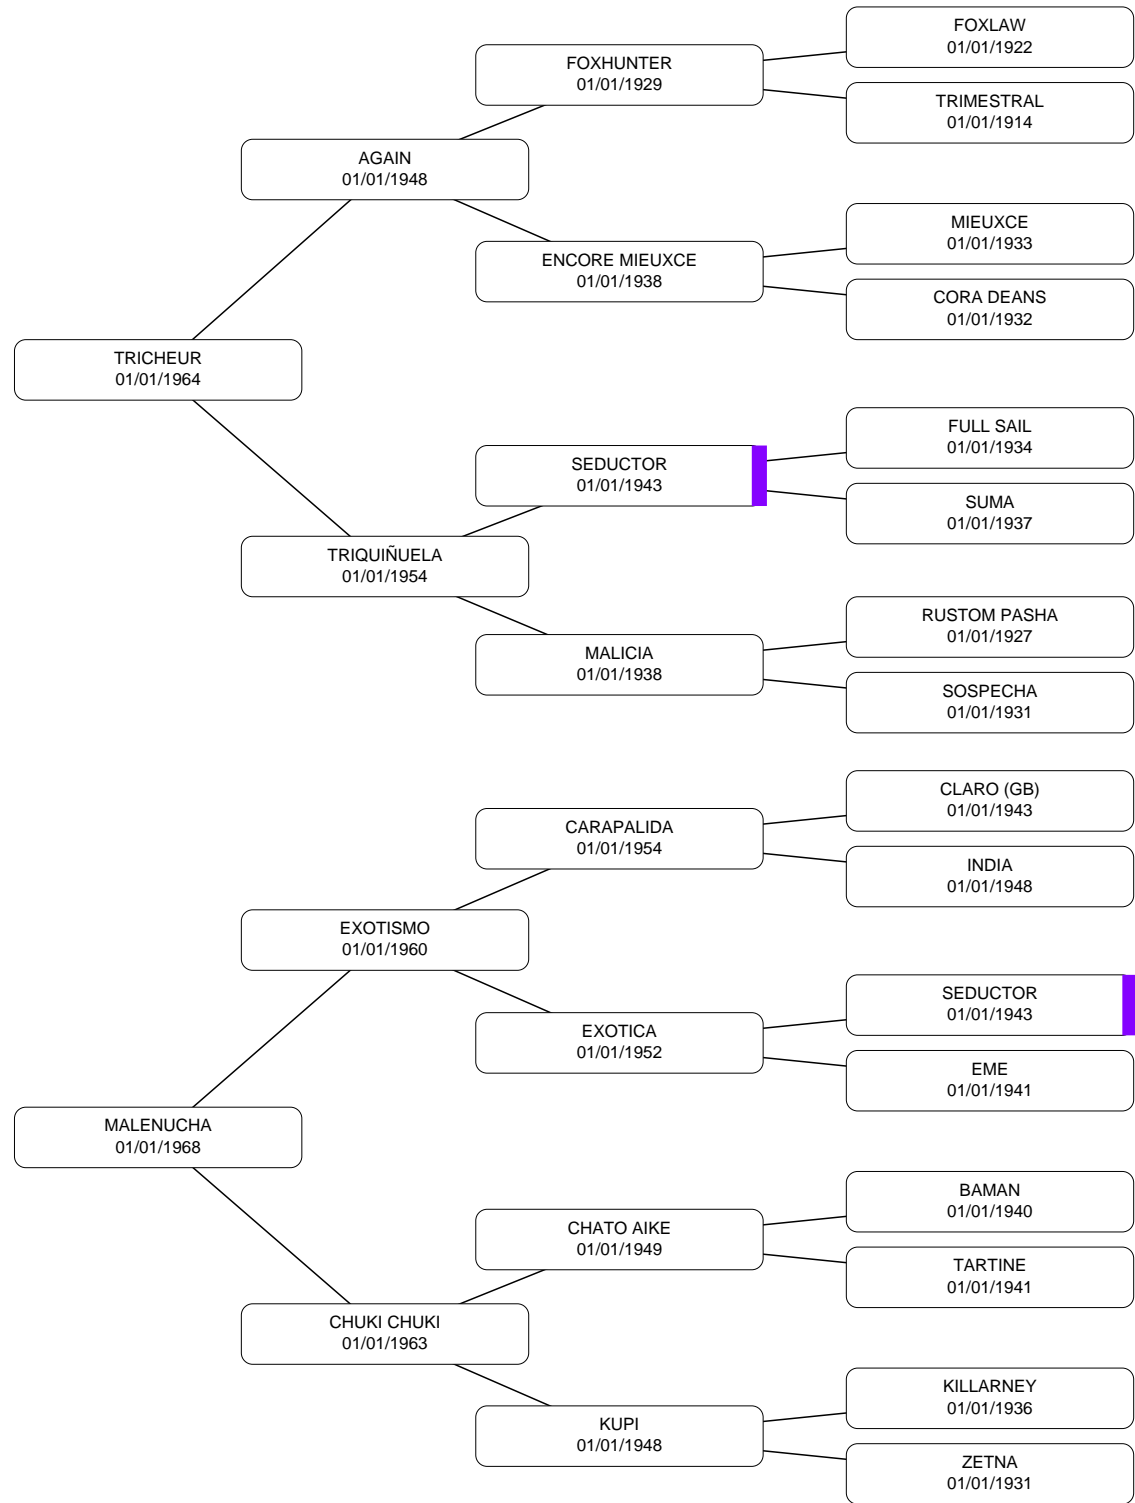 FOXLAW
01/01/1922
FOXHUNTER
01/01/1929
TRIMESTRAL
01/01/1914
AGAIN
01/01/1948
MIEUXCE
01/01/1933
ENCORE MIEUXCE
01/01/1938
CORA DEANS
01/01/1932
TRICHEUR
01/01/1964
FULL SAIL
01/01/1934
SEDUCTOR
01/01/1943
SUMA
01/01/1937
TRIQUIÑUELA
01/01/1954
RUSTOM PASHA
01/01/1927
MALICIA
01/01/1938
SOSPECHA
01/01/1931
CLARO (GB)
01/01/1943
CARAPALIDA
01/01/1954
INDIA
01/01/1948
EXOTISMO
01/01/1960
SEDUCTOR
01/01/1943
EXOTICA
01/01/1952
EME
01/01/1941
MALENUCHA
01/01/1968
BAMAN
01/01/1940
CHATO AIKE
01/01/1949
TARTINE
01/01/1941
CHUKI CHUKI
01/01/1963
KILLARNEY
01/01/1936
KUPI
01/01/1948
ZETNA
01/01/1931